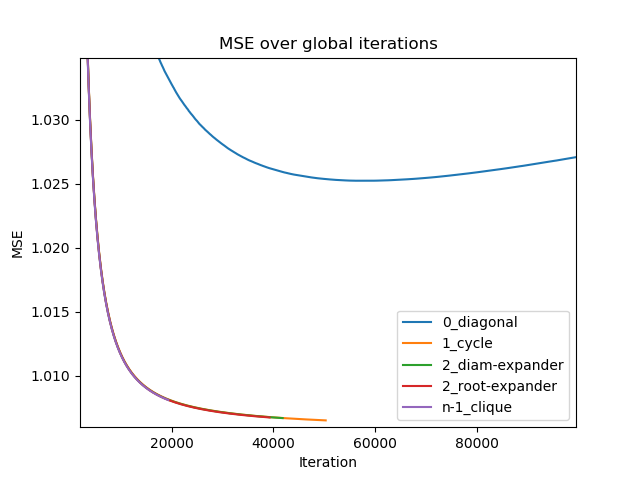 MSE over global iterations
MSE
1.030
1.025
1.020
1.015
1.010
0_diagonal
1_cycle
2_diam-expander
2_root-expander
n-1_clique
20000 40000 60000 80000
Iteration